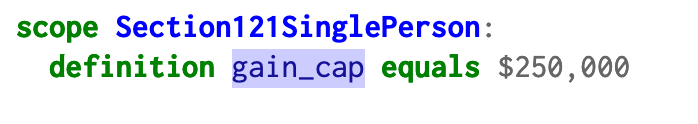 scope Section121SinglePerson:
definition gain_cap equals $250,000